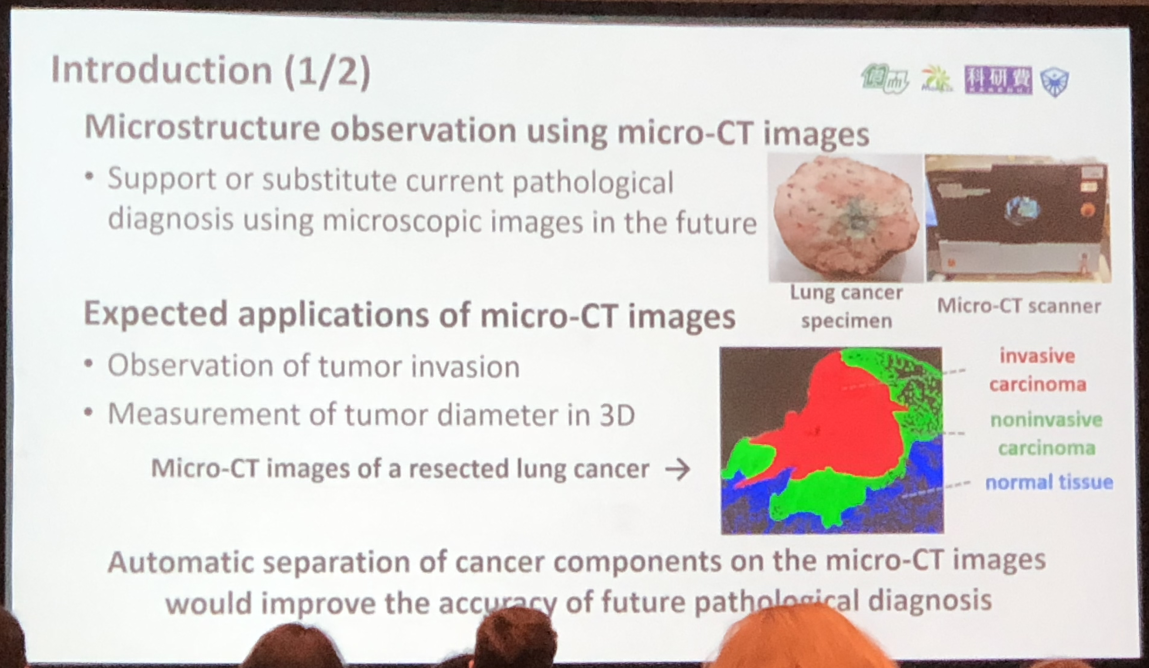 Introduction (1/2)
科研費
Microstructure observation using micro-CT images
• Support or substitute current pathological
diagnosis using microscopic images in the future
Lung cancer
specimen
Micro-CT scanner
Expected applications of micro-CT images
• Observation of tumor invasion
• Measurement of tumor diameter in 3D
Micro-CT images of a resected lung cancer →
invasive
carcinoma
noninvasive
carcinoma
normal tissue
Automatic separation of cancer components on the micro-CT images
would improve the accuracy of future pathological diagnosis